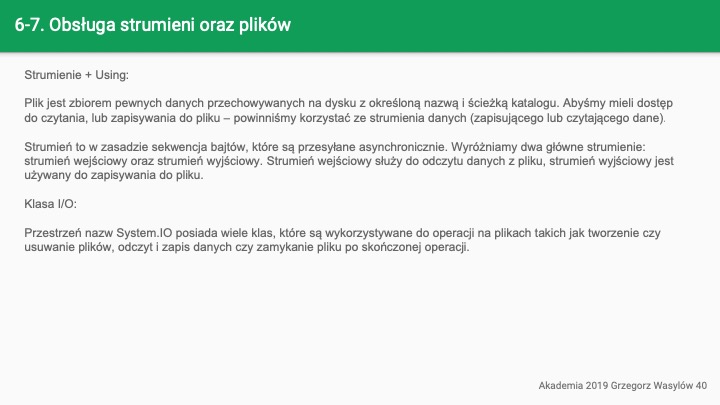 6-7. Obsługa strumieni oraz plików
Strumienie + Using:
Plik jest zbiorem pewnych danych przechowywanych na dysku z określoną nazwą i ścieżką katalogu. Abyśmy mieli dostęp
do czytania, lub zapisywania do pliku – powinniśmy korzystać ze strumienia danych (zapisującego lub czytającego dane).
Strumień to w zasadzie sekwencja bajtów, które są przesyłane asynchronicznie. Wyróżniamy dwa główne strumienie:
strumień wejściowy oraz strumień wyjściowy. Strumień wejściowy służy do odczytu danych z pliku, strumień wyjściowy jest
używany do zapisywania do pliku.
Klasa I/O:
Przestrzeń nazw System.IO posiada wiele klas, które są wykorzystywane do operacji na plikach takich jak tworzenie czy
usuwanie plików, odczyt i zapis danych czy zamykanie pliku po skończonej operacji.
Akademia 2019 Grzegorz Wasylów 40